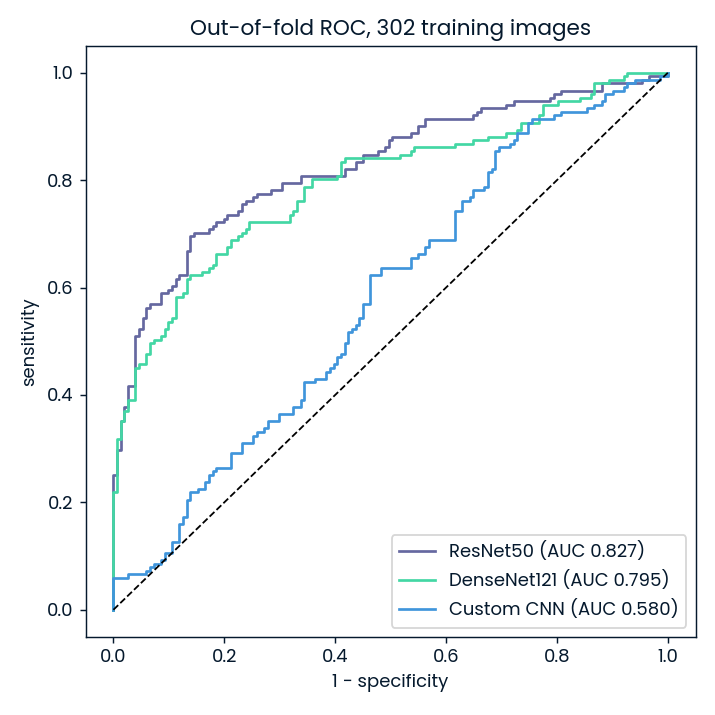 Out-of-fold ROC, 302 training images
sensitivity
1.0
0.8
0.6
0.4
0.2
0.0
0.0 0.2 0.4 0.6 0.8 1.0
1 - specificity
ResNet50 (AUC 0.827)
DenseNet121 (AUC 0.795)
Custom CNN (AUC 0.580)